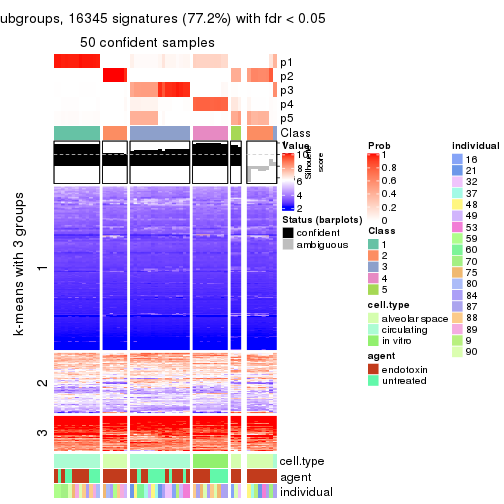 ubgroups, 16345 signatures (77.2%) with fdr < 0.05
50 confident samples
p1
p2
p3
p4
p5
Class
k-means with 3 groups
1
2
3
cell.type
agent
individual
Value
10
8
6
4
2
Silhouette
score
Status (barplots)
confident
ambiguous
Prob
1
0.8
0.6
0.4
0.2
0
Class
1
2
3
4
5
cell.type
alveolar space
circulating
in vitro
agent
endotoxin
untreated
individual
16
21
32
37
48
49
53
59
60
70
75
80
84
87
88
89
9
90